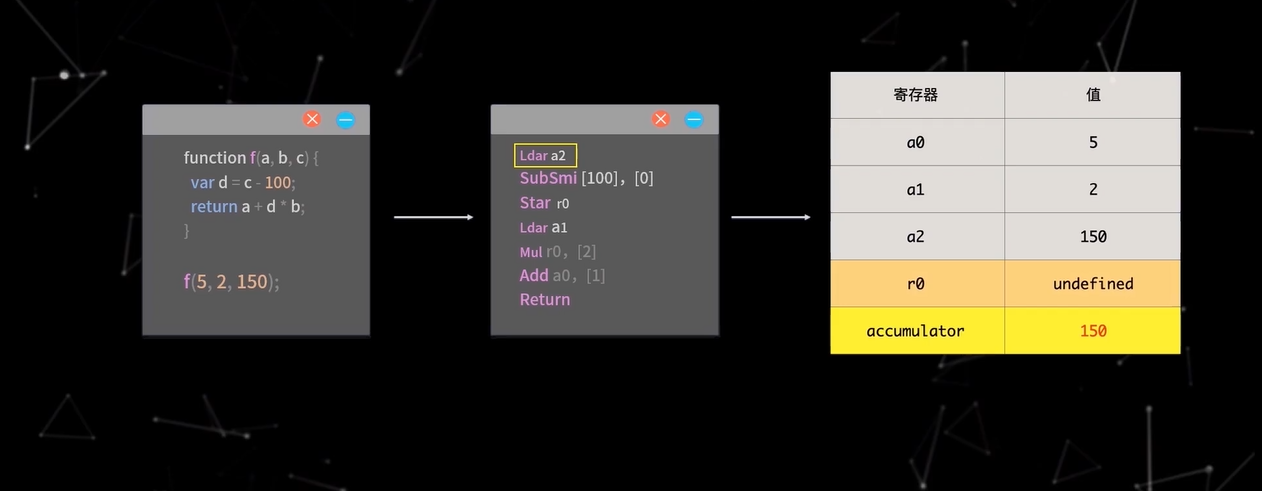 function f(a, b, c) {
var d = c - 100;
return a + d * b;
}
f(5, 2, 150);
Ldar a2
SubSmi [100], [0]
Star r0
Ldar a1
Mul r0, [2]
Add a0, [1]
Return
寄存器 值
a0 5
a1 2
a2 150
r0 undefined
accumulator 150